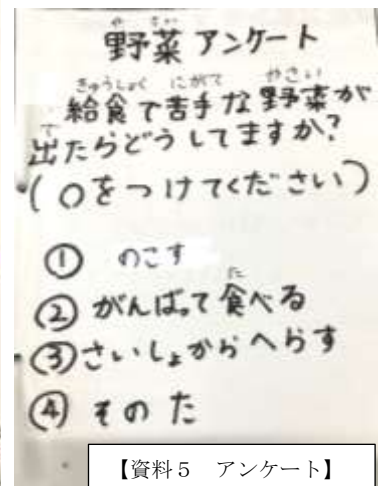 野菜アンケート
給食で苦手な野菜が
出たらどうしてますか?
(○をつけてください)
① のこす
② がんばって食べる
③ さいしょからへらす
④ そのた
【資料5 アンケート】